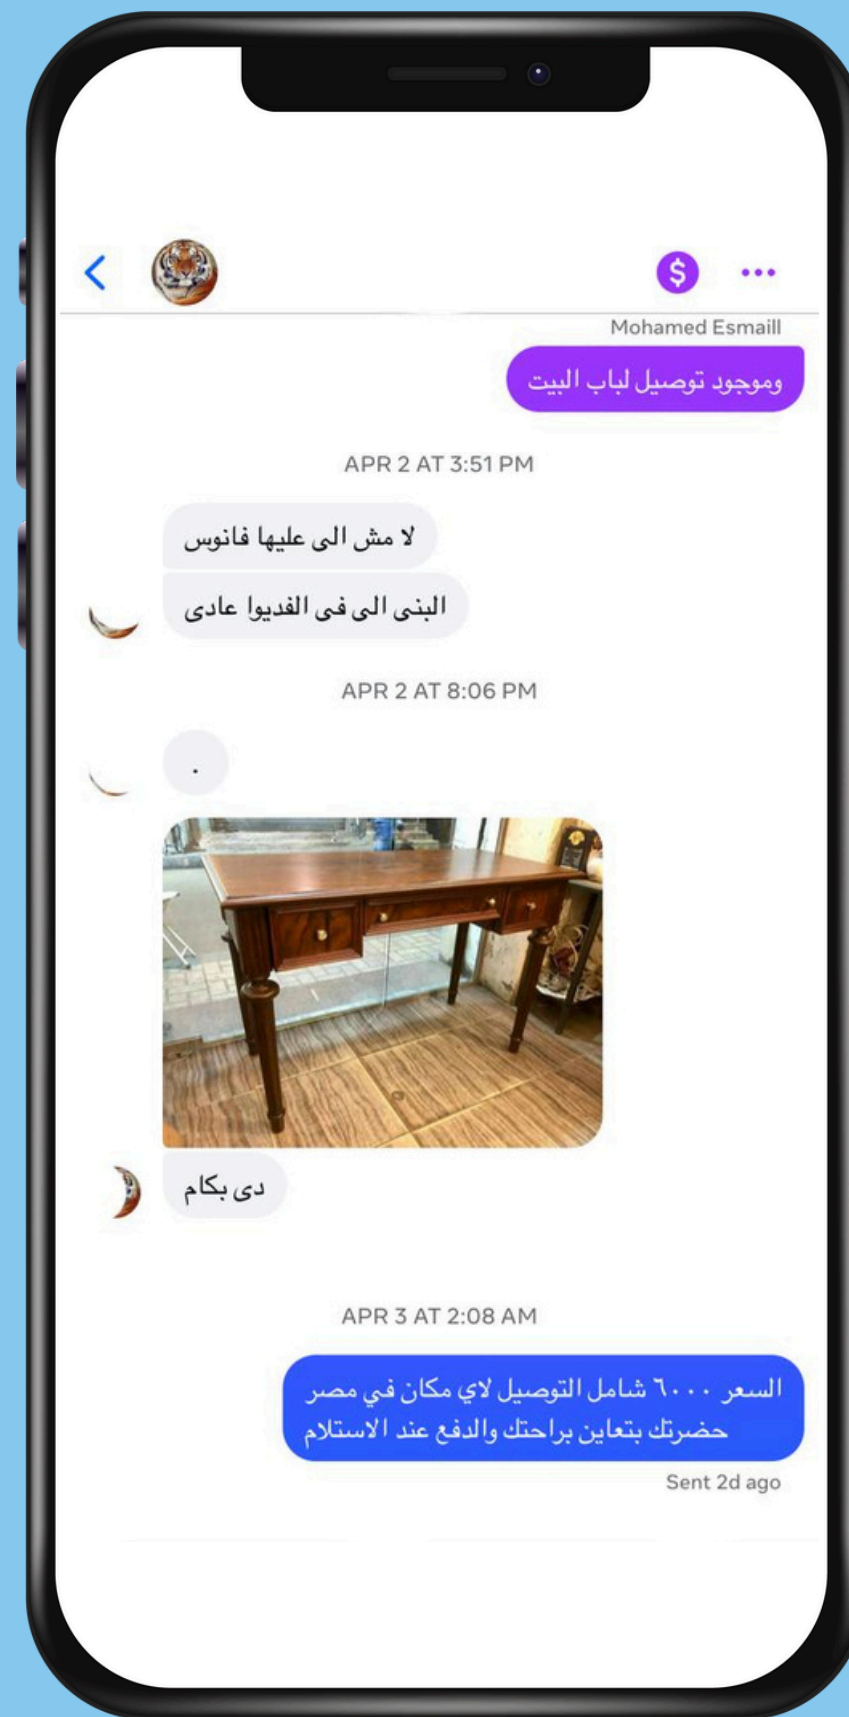 Mohamed Esmaill
وموجود توصيل لباب البيت
APR 2 AT 3:51 PM
لا مش الى عليها فانوس
البنى الى فى الفديوا عادى
APR 2 AT 8:06 PM
.
دى بكام
APR 3 AT 2:08 AM
السعر ٦٠٠٠ شامل التوصيل لاي مكان في مصر
حضرتك بتعاين براحتك والدفع عند الاستلام
Sent 2d ago